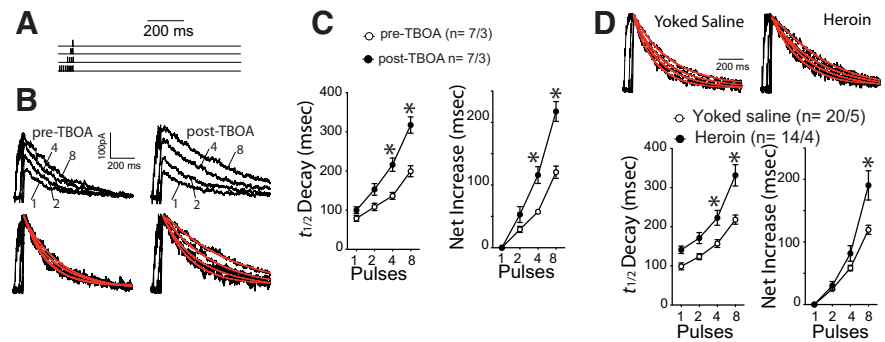 A
200 ms
B
pre-TBOA
100pA
200 ms
4
8
1
2
post-TBOA
4
8
1
2
C
pre-TBOA (n= 7/3)
post-TBOA n= 7/3)
t1/2 Decay (msec)
400
300
200
100
0
1 2 4 8
Pulses
*
*
Net Increase (msec)
300
200
100
0
1 2 4 8
Pulses
*
*
D
Yoked Saline
Heroin
200 ms
Yoked saline (n= 20/5)
Heroin (n= 14/4)
t1/2 Decay (msec)
400
300
200
100
0
1 2 4 8
Pulses
*
*
Net Increase (msec)
200
100
0
1 2 4 8
Pulses
*